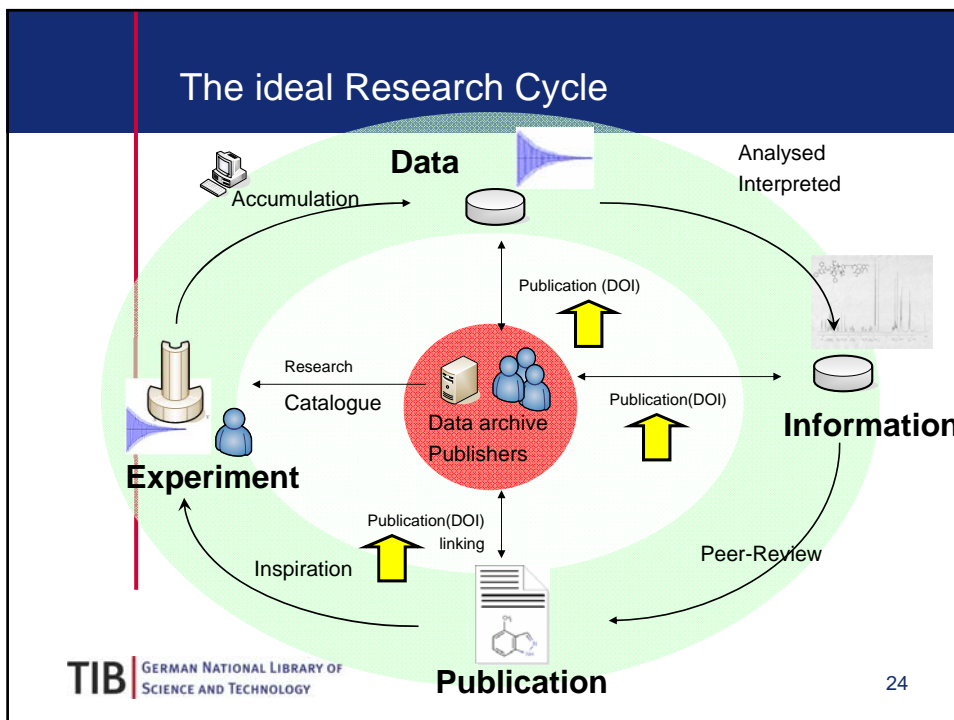 The ideal Research Cycle
Data
Analysed
Interpreted
Accumulation
Publication (DOI)
Research
Catalogue
Publication(DOI)
Data archive
Publishers
Information
Experiment
Publication(DOI)
linking
Peer-Review
Inspiration
CH₃
Publication
TIB GERMAN NATIONAL LIBRARY OF
SCIENCE AND TECHNOLOGY
24